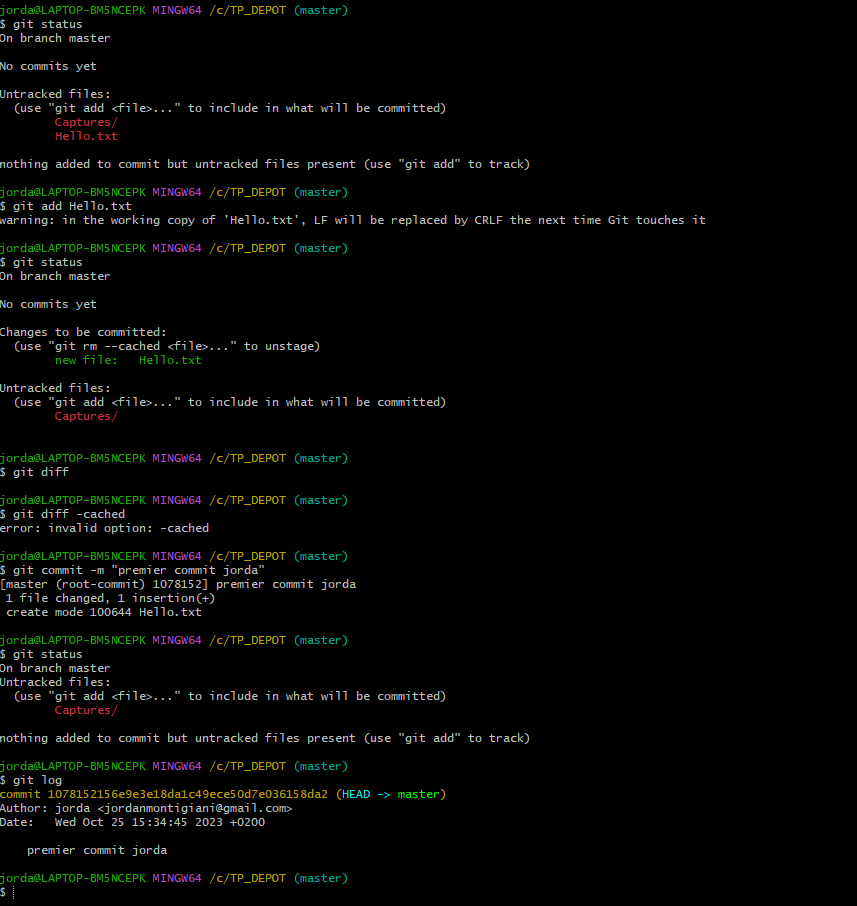 jorda@LAPTOP-BM5NCEPK MINGW64 /c/TP_DEPOT (master)
$ git status
On branch master
No commits yet
Untracked files:
  (use "git add <file>..." to include in what will be committed)
        Captures/
        Hello.txt
nothing added to commit but untracked files present (use "git add" to track)
jorda@LAPTOP-BM5NCEPK MINGW64 /c/TP_DEPOT (master)
$ git add Hello.txt
warning: in the working copy of 'Hello.txt', LF will be replaced by CRLF the next time Git touches it
jorda@LAPTOP-BM5NCEPK MINGW64 /c/TP_DEPOT (master)
$ git status
On branch master
No commits yet
Changes to be committed:
  (use "git rm --cached <file>..." to unstage)
        new file:   Hello.txt
Untracked files:
  (use "git add <file>..." to include in what will be committed)
        Captures/
jorda@LAPTOP-BM5NCEPK MINGW64 /c/TP_DEPOT (master)
$ git diff
jorda@LAPTOP-BM5NCEPK MINGW64 /c/TP_DEPOT (master)
$ git diff -cached
error: invalid option: -cached
jorda@LAPTOP-BM5NCEPK MINGW64 /c/TP_DEPOT (master)
$ git commit -m "premier commit jorda"
[master (root-commit) 1078152] premier commit jorda
 1 file changed, 1 insertion(+)
 create mode 100644 Hello.txt
jorda@LAPTOP-BM5NCEPK MINGW64 /c/TP_DEPOT (master)
$ git status
On branch master
Untracked files:
  (use "git add <file>..." to include in what will be committed)
        Captures/
nothing added to commit but untracked files present (use "git add" to track)
jorda@LAPTOP-BM5NCEPK MINGW64 /c/TP_DEPOT (master)
$ git log
commit 1078152156e9e3e18da1c49ece50d7e036158da2 (HEAD -> master)
Author: jorda <jordanmontigiani@gmail.com>
Date:   Wed Oct 25 15:34:45 2023 +0200
    premier commit jorda
jorda@LAPTOP-BM5NCEPK MINGW64 /c/TP_DEPOT (master)
$